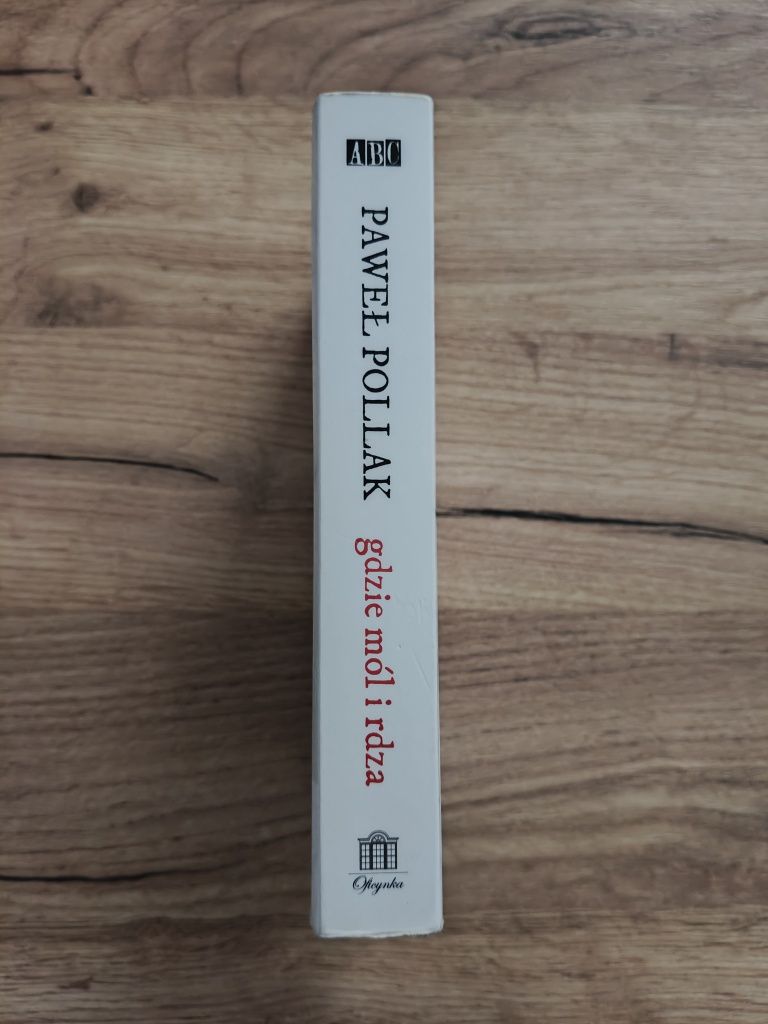 ABC
PAWEŁ POLLAK gdzie mól i rdza
Oficynka